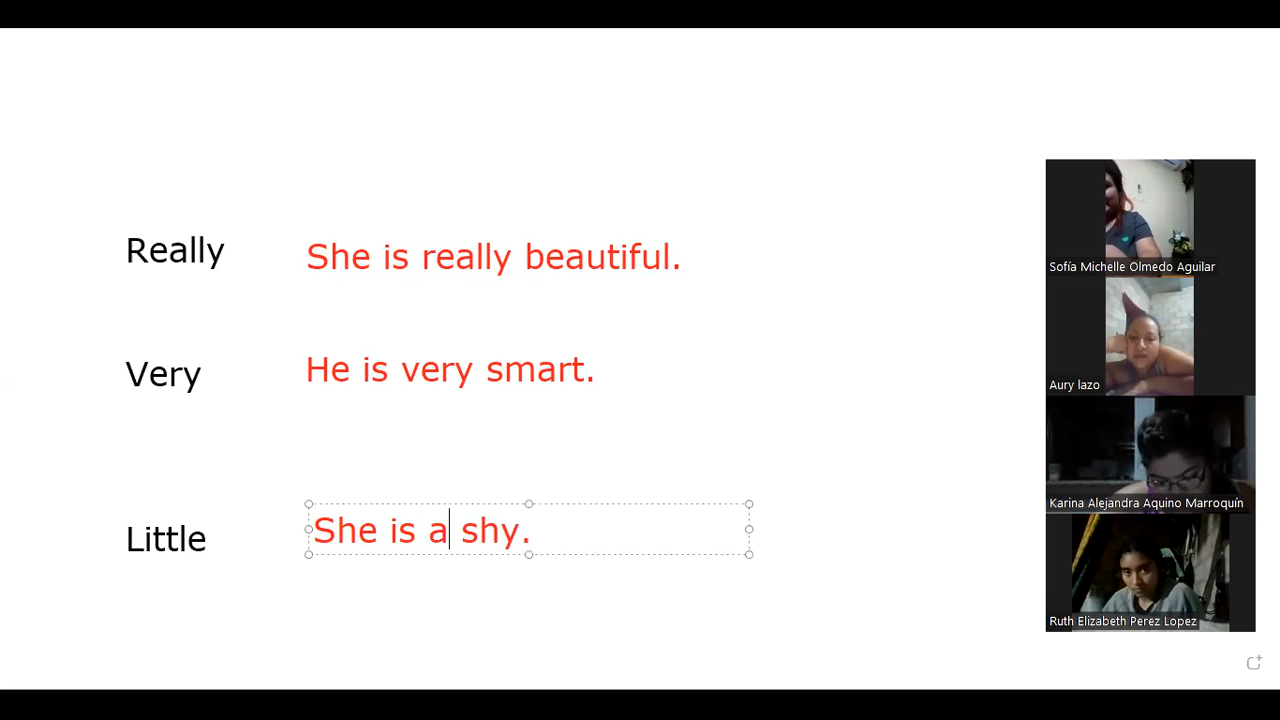 Really
She is really beautiful.
Very
He is very smart.
Little
She is a shy.
Sofía Michelle Olmedo Aguilar
Aury lazo
Karina Alejandra Aquino Marroquín
Ruth Elizabeth Perez Lopez